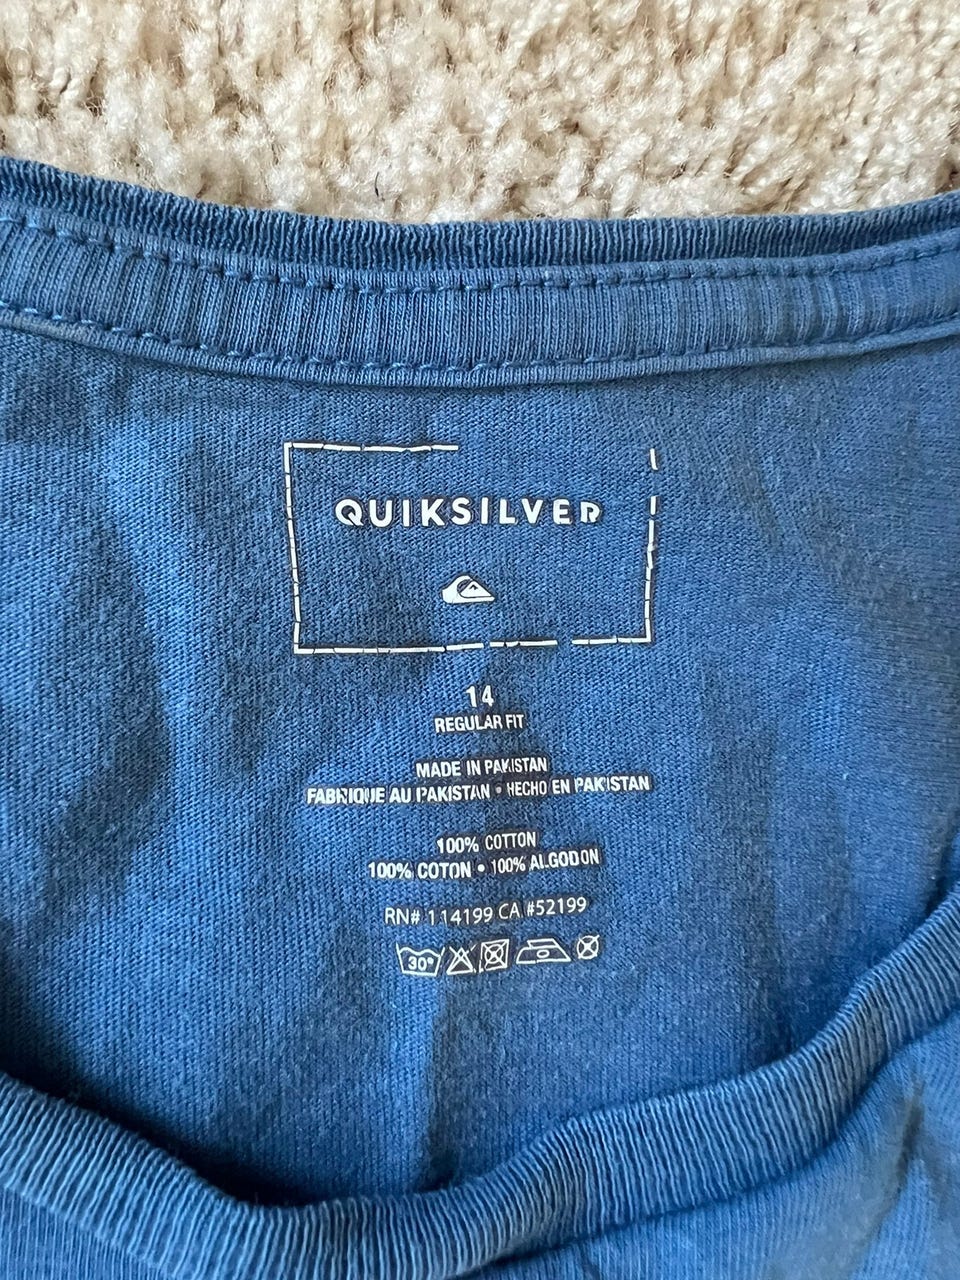 QUIKSILVER
14
REGULAR FIT
MADE IN PAKISTAN
FABRIQUE AU PAKISTAN • HECHO EN PAKISTAN
100% COTTON
100% COTON • 100% ALGODON
RN# 114199 CA #52199
30°